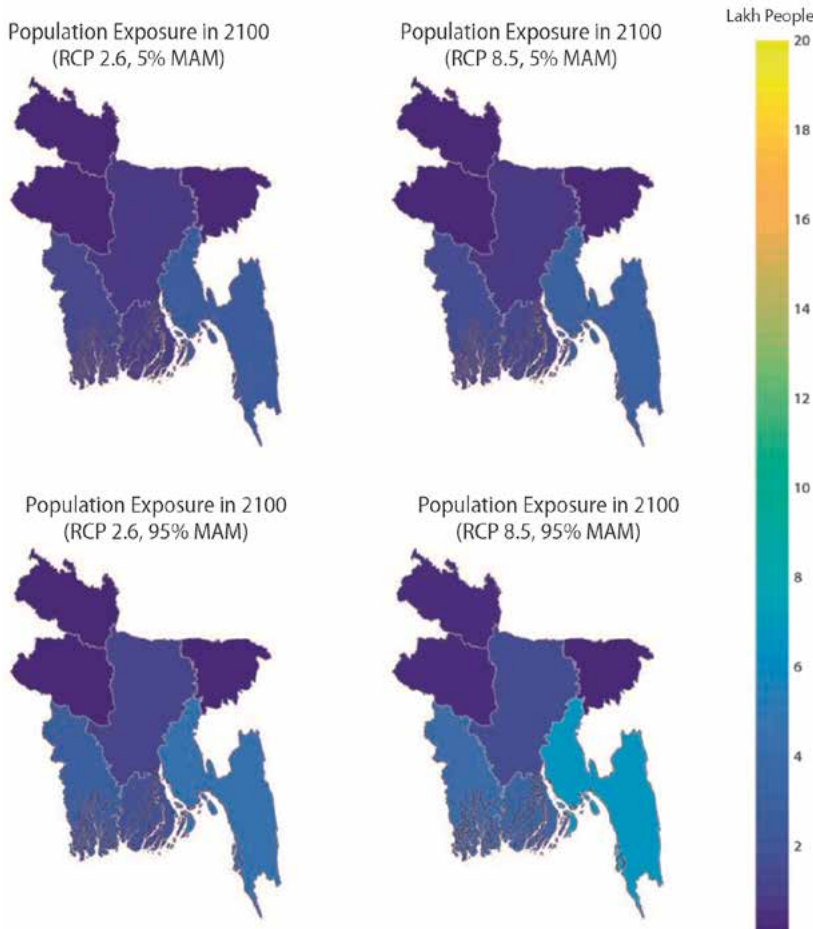 Population Exposure in 2100
(RCP 2.6, 5% MAM)
Population Exposure in 2100
(RCP 8.5, 5% MAM)
Lakh People
20
18
16
14
12
10
8
6
4
2
Population Exposure in 2100
(RCP 2.6, 95% MAM)
Population Exposure in 2100
(RCP 8.5, 95% MAM)